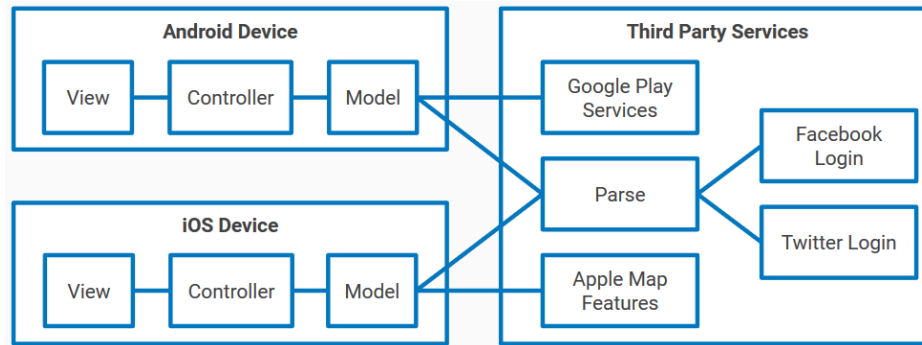 Android Device
View
Controller
Model
iOS Device
View
Controller
Model
Third Party Services
Google Play
Services
Parse
Apple Map
Features
Facebook
Login
Twitter Login